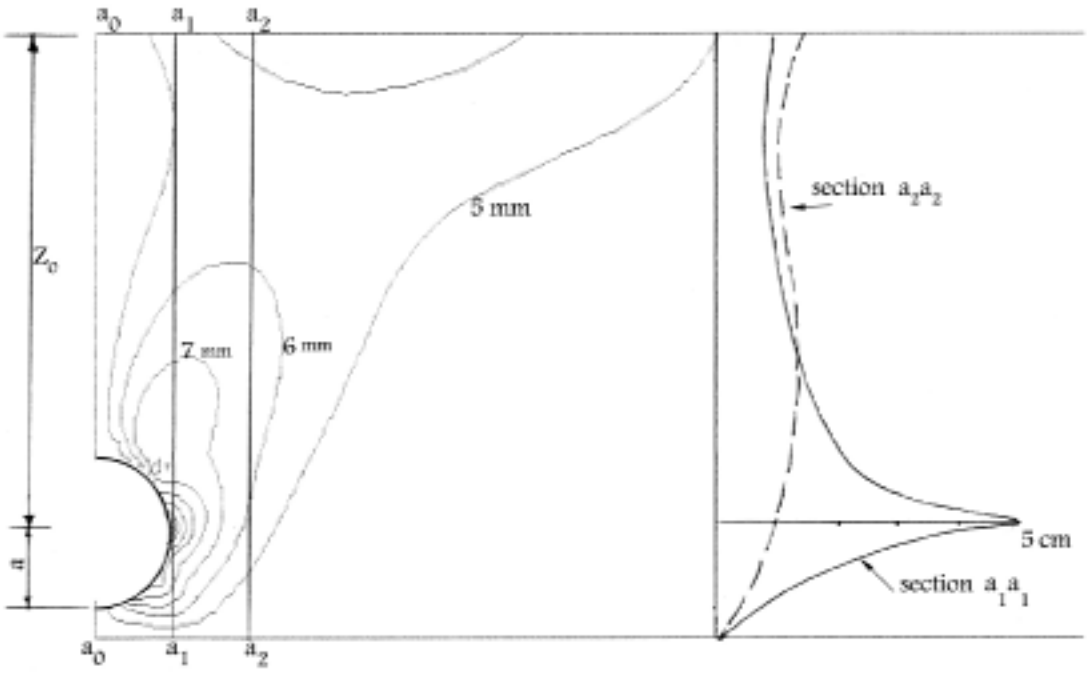 a₀ a₁ a₂
section a₂a₂
5 mm
Z₀
7 mm
6 mm
5 cm
a
section a₁a₁
a₀ a₁ a₂